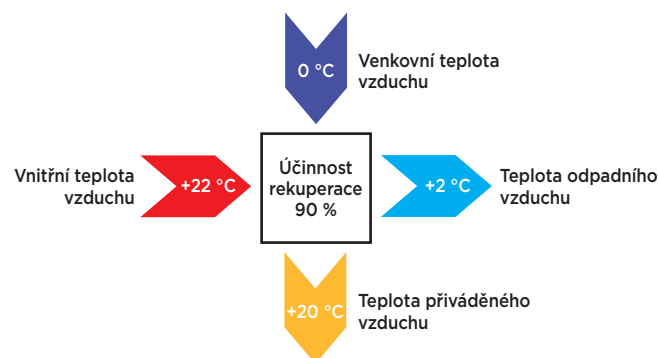 0 °C
Venkovní teplota
vzduchu
Vnitřní teplota
vzduchu
+22 °C
Účinnost
rekuperace
90 %
+2 °C
Teplota odpadního
vzduchu
+20 °C
Teplota přiváděného
vzduchu